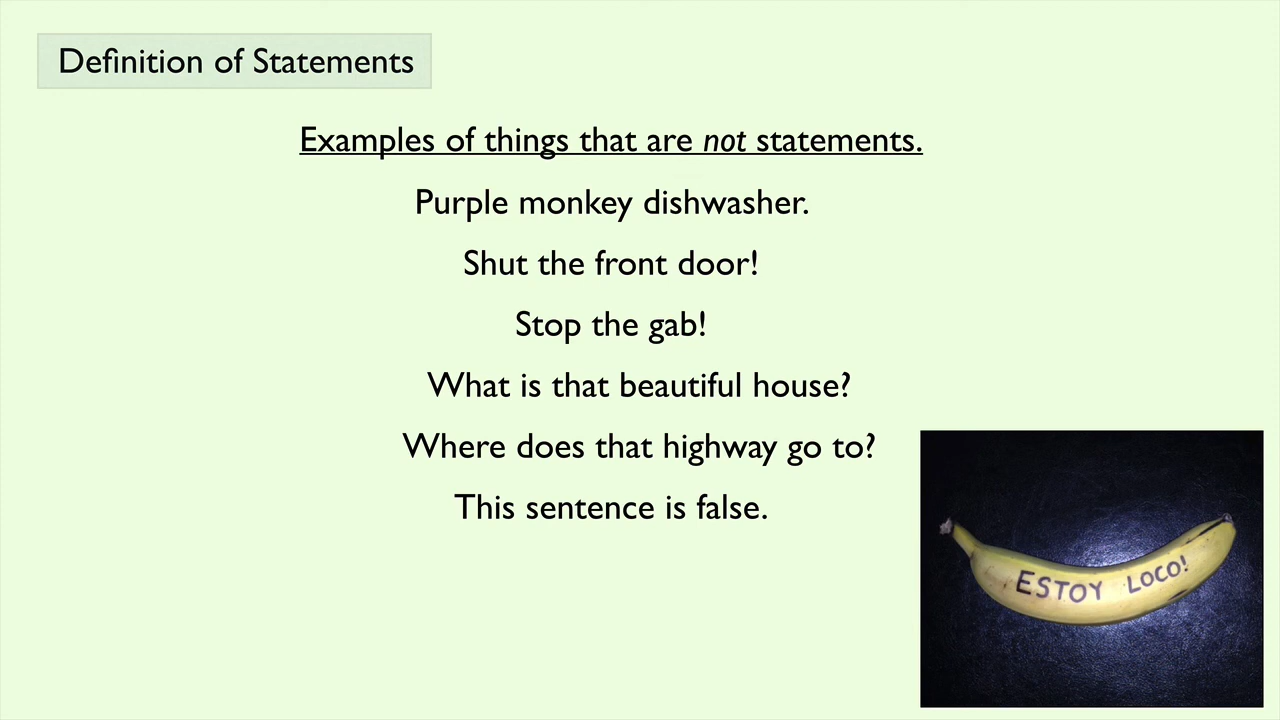 Definition of Statements
Examples of things that are not statements.
Purple monkey dishwasher.
Shut the front door!
Stop the gab!
What is that beautiful house?
Where does that highway go to?
This sentence is false.
ESTOY LOCO!